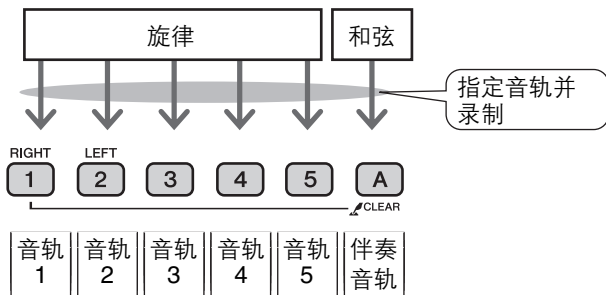 旋律 和弦
指定音轨并
录制
RIGHT LEFT
1 2 3 4 5 A
CLEAR
音轨 音轨 音轨 音轨 音轨 伴奏
1 2 3 4 5 音轨